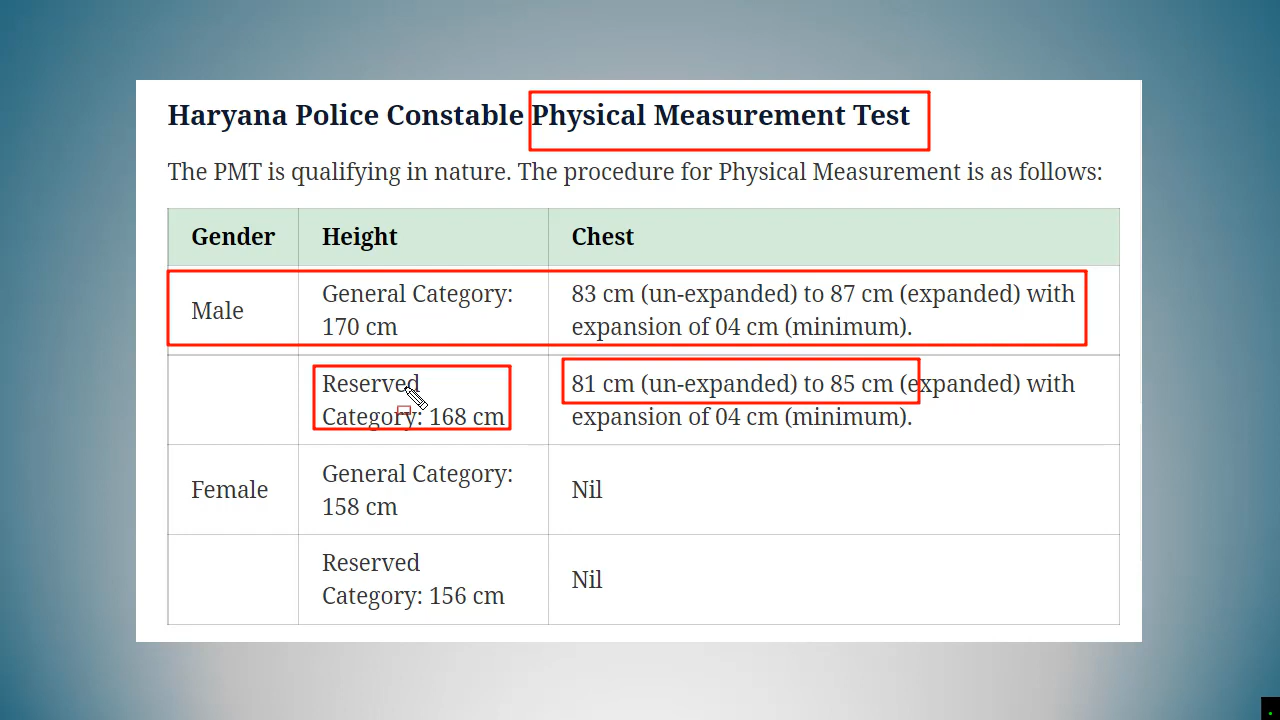 Haryana Police Constable Physical Measurement Test
The PMT is qualifying in nature. The procedure for Physical Measurement is as follows:
Gender Height Chest
Male
General Category:
170 cm
83 cm (un-expanded) to 87 cm (expanded) with
expansion of 04 cm (minimum).
Reserved
Category: 168 cm
81 cm (un-expanded) to 85 cm (expanded) with
expansion of 04 cm (minimum).
Female
General Category:
158 cm
Nil
Reserved
Category: 156 cm
Nil